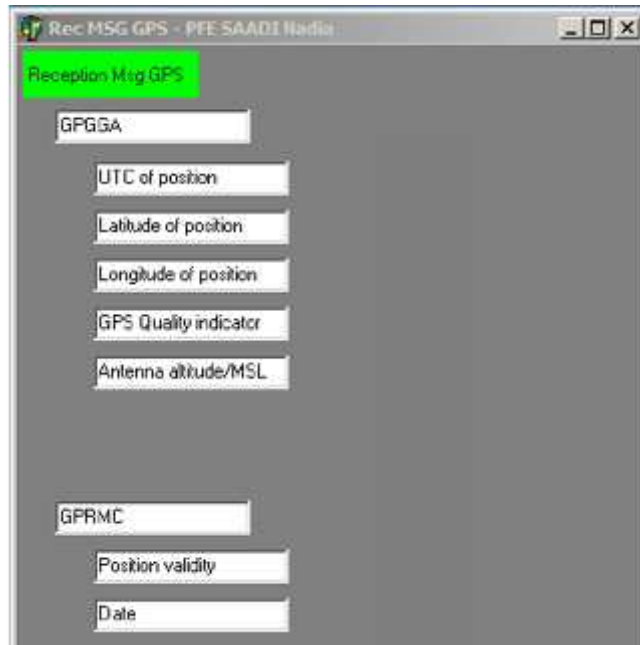 Rec MSG GPS - PFE SAADI Nadia
Reception Msg GPS
GPGGA
UTC of position
Latitude of position
Longitude of position
GPS Quality indicator
Antenna altitude/MSL
GPRMC
Position validity
Date